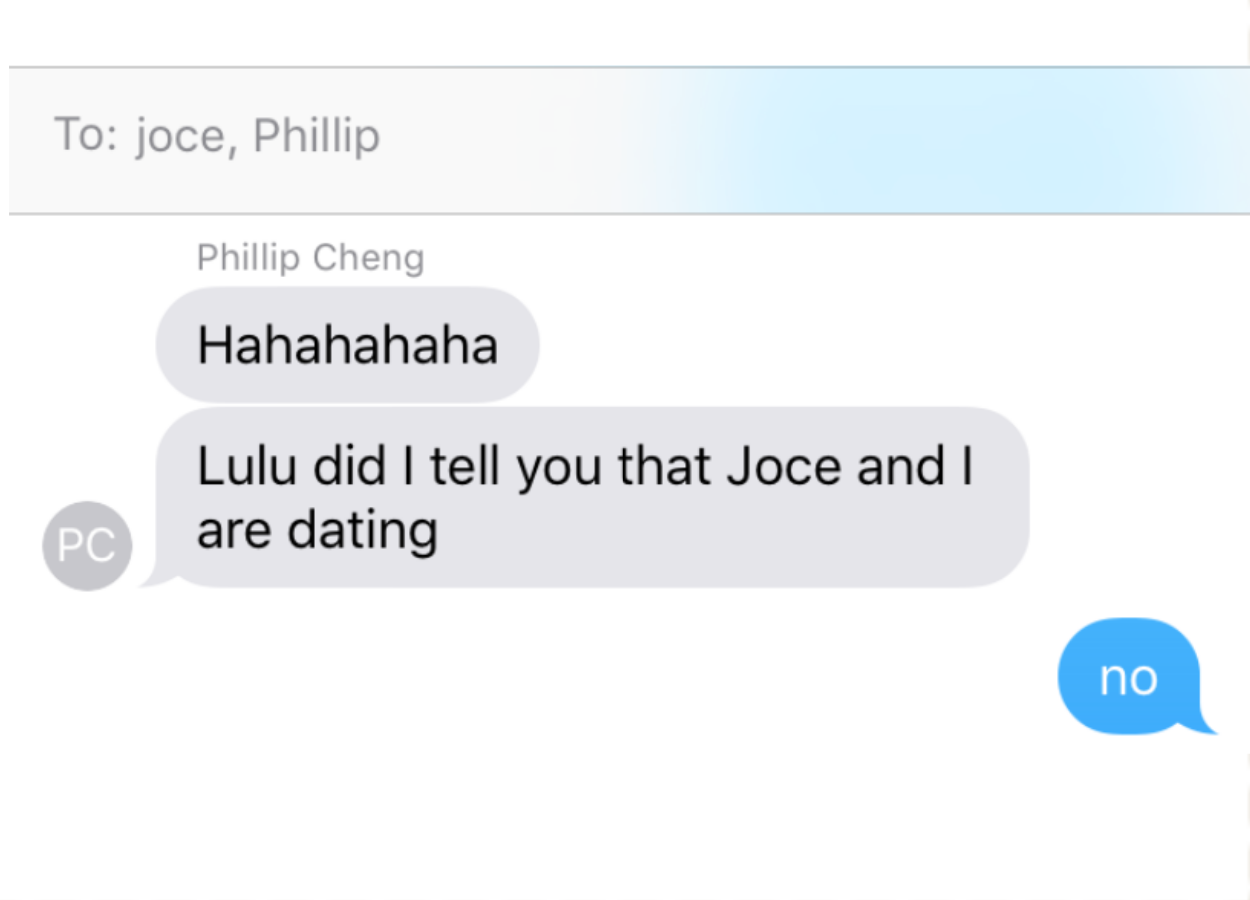 To: joce, Phillip
Phillip Cheng
Hahahahaha
Lulu did I tell you that Joce and I
are dating
PC
no